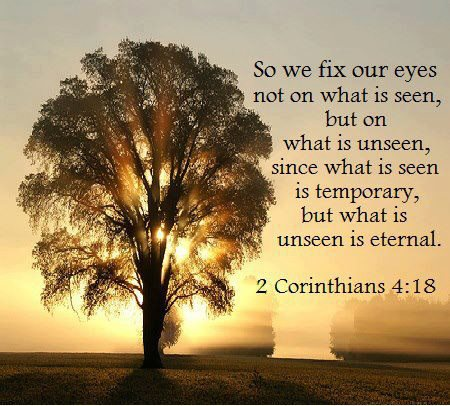 So we fix our eyes
not on what is seen,
but on
what is unseen,
since what is seen
is temporary,
but what is
unseen is eternal.
2 Corinthians 4:18